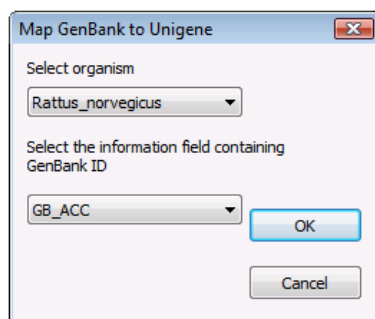 Map GenBank to Unigene
Select organism
Rattus_norvegicus
Select the information field containing
GenBank ID
GB_ACC
OK
Cancel